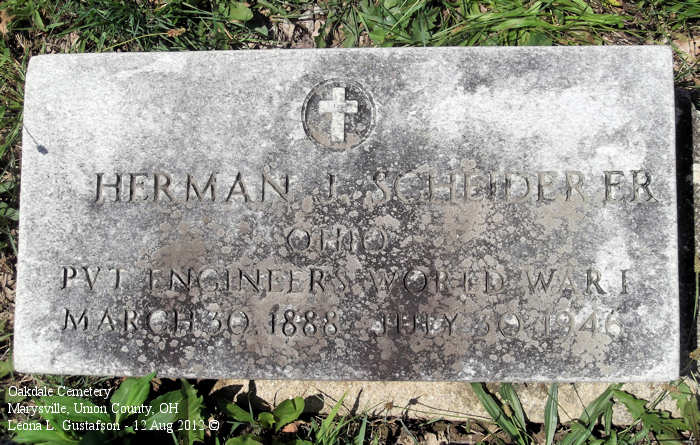 HERMAN J SCHEIDERER
OHIO
PVT ENGINEERS WORLD WAR I
MARCH 30 1888 JULY 30 1946
Oakdale Cemetery
Marysville, Union County, OH
Leona L. Gustafson - 12 Aug 2013 ©